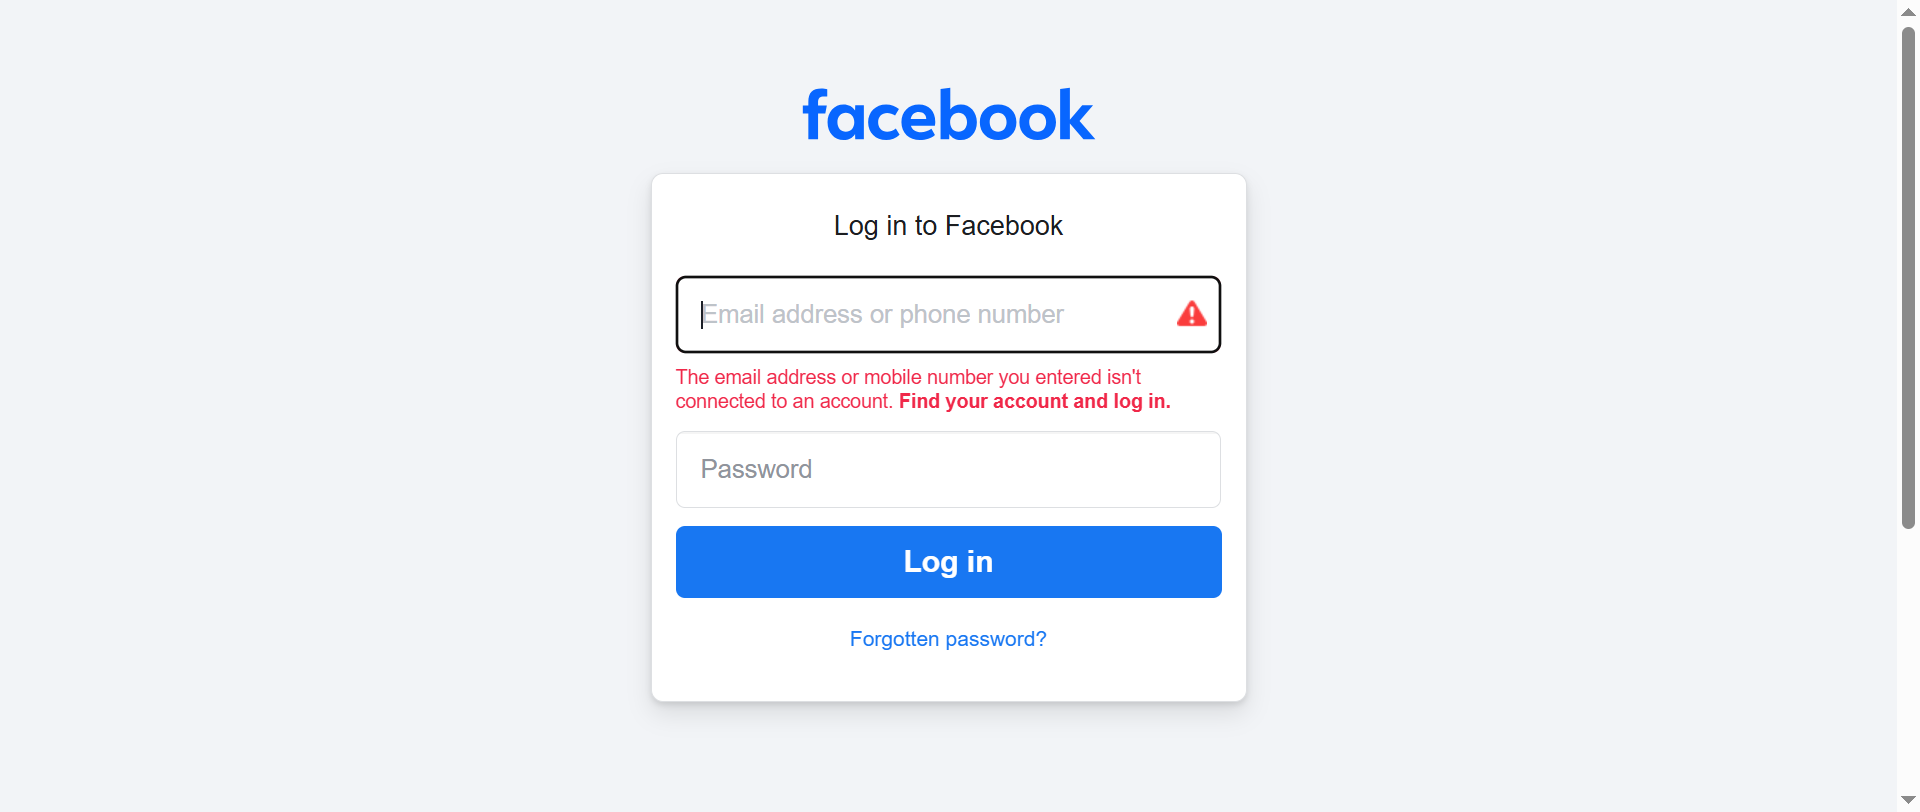 facebook
Log in to Facebook
Email address or phone number
The email address or mobile number you entered isn't
connected to an account. Find your account and log in.
Password
Log in
Forgotten password?